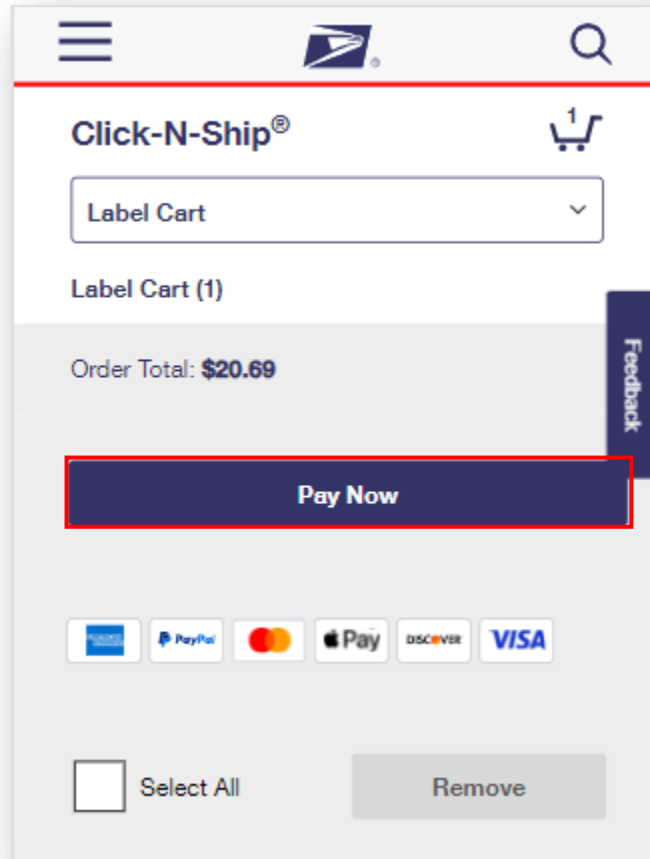 Click-N-Ship®
1
Label Cart
Label Cart (1)
Feedback
Order Total: $20.69
Pay Now
PayPal
Pay
DISCOVER
VISA
Select All
Remove